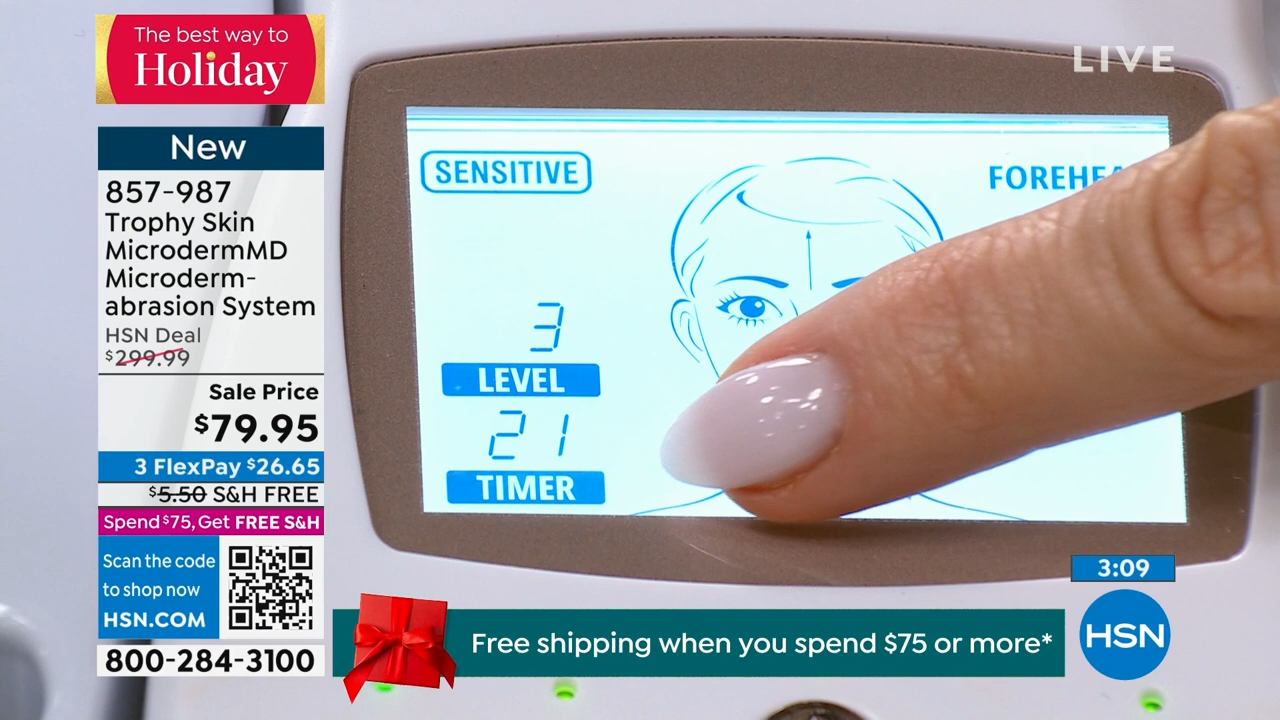 The best way to
Holiday
LIVE
New
857-987
Trophy Skin
MicrodermMD
Microderm-
abrasion System
HSN Deal
$299.99
Sale Price
$79.95
3 FlexPay $26.65
$5.50 S&H FREE
Spend $75, Get FREE S&H
Scan the code
to shop now
HSN.COM
800-284-3100
SENSITIVE
3
LEVEL
21
TIMER
3:09
Free shipping when you spend $75 or more*
HSN